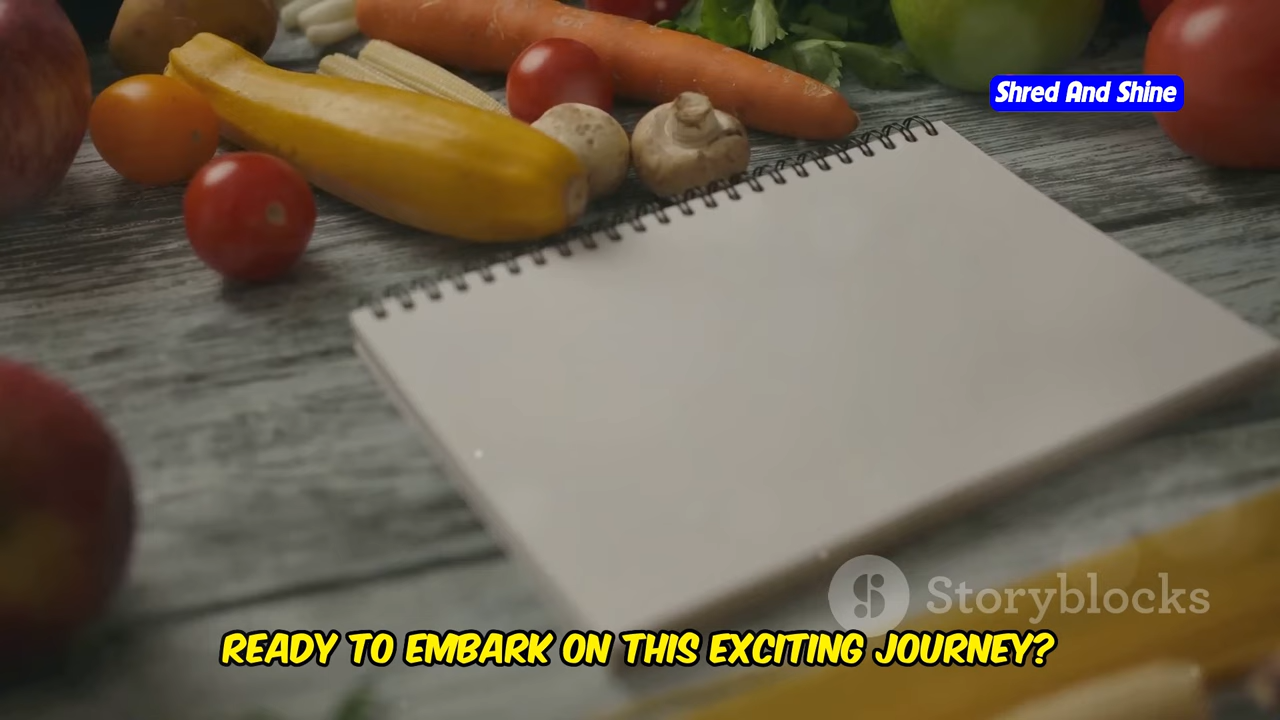 Shred And Shine
Storyblocks
READY TO EMBARK ON THIS EXCITING JOURNEY?